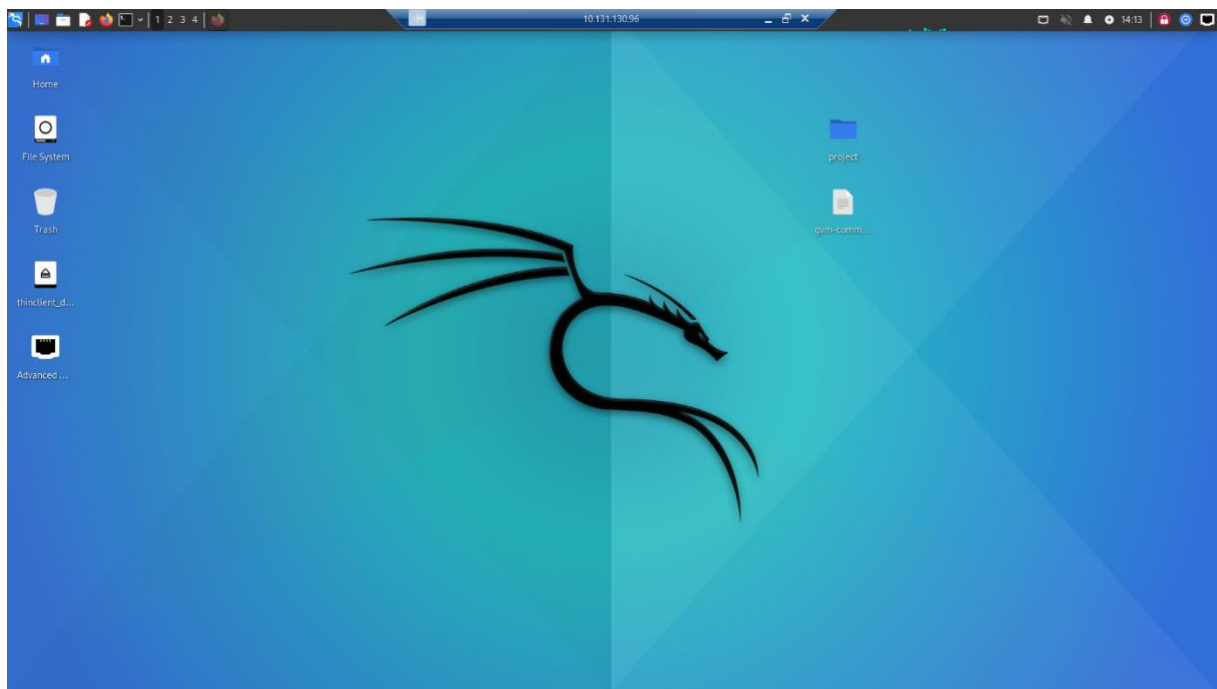 1 2 3 4
10.131.130.96
14:13
Home
File System
Trash
thinclient_d...
Advanced ...
project
gvm-comm...